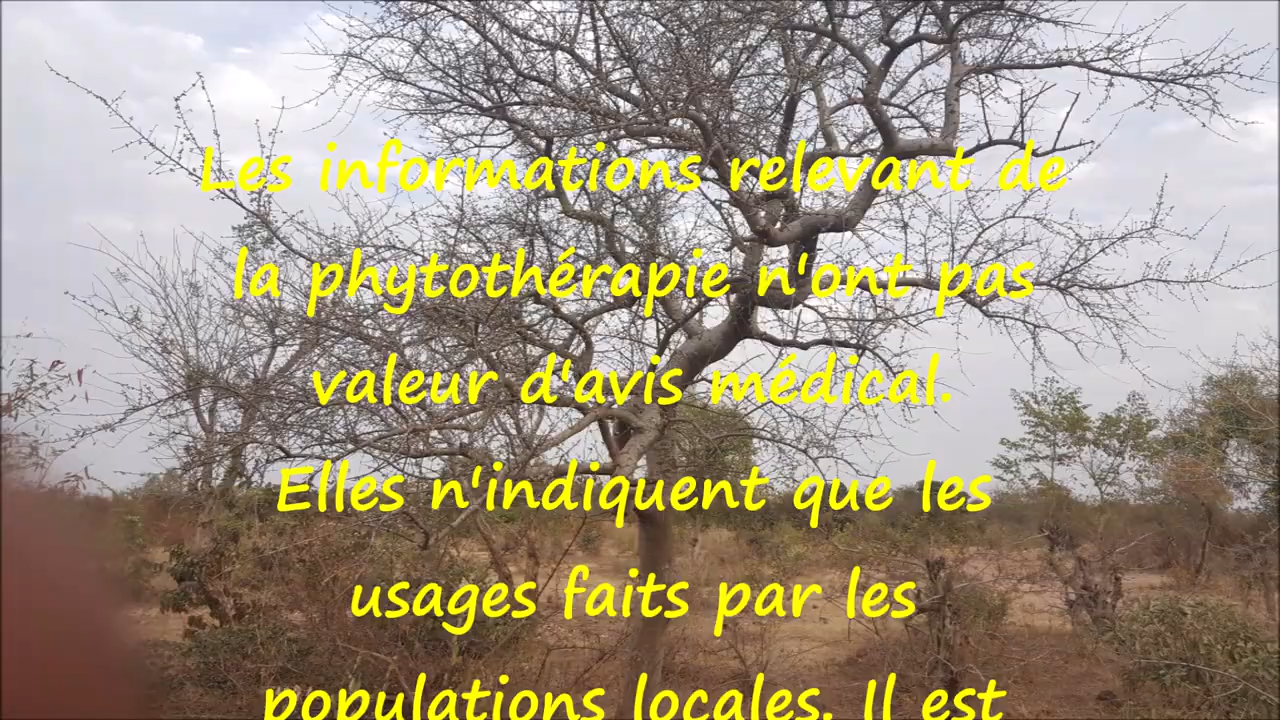 Les informations relevant de
la phytothérapie n'ont pas
valeur d'avis médical.
Elles n'indiquent que les
usages faits par les
populations locales. Il est